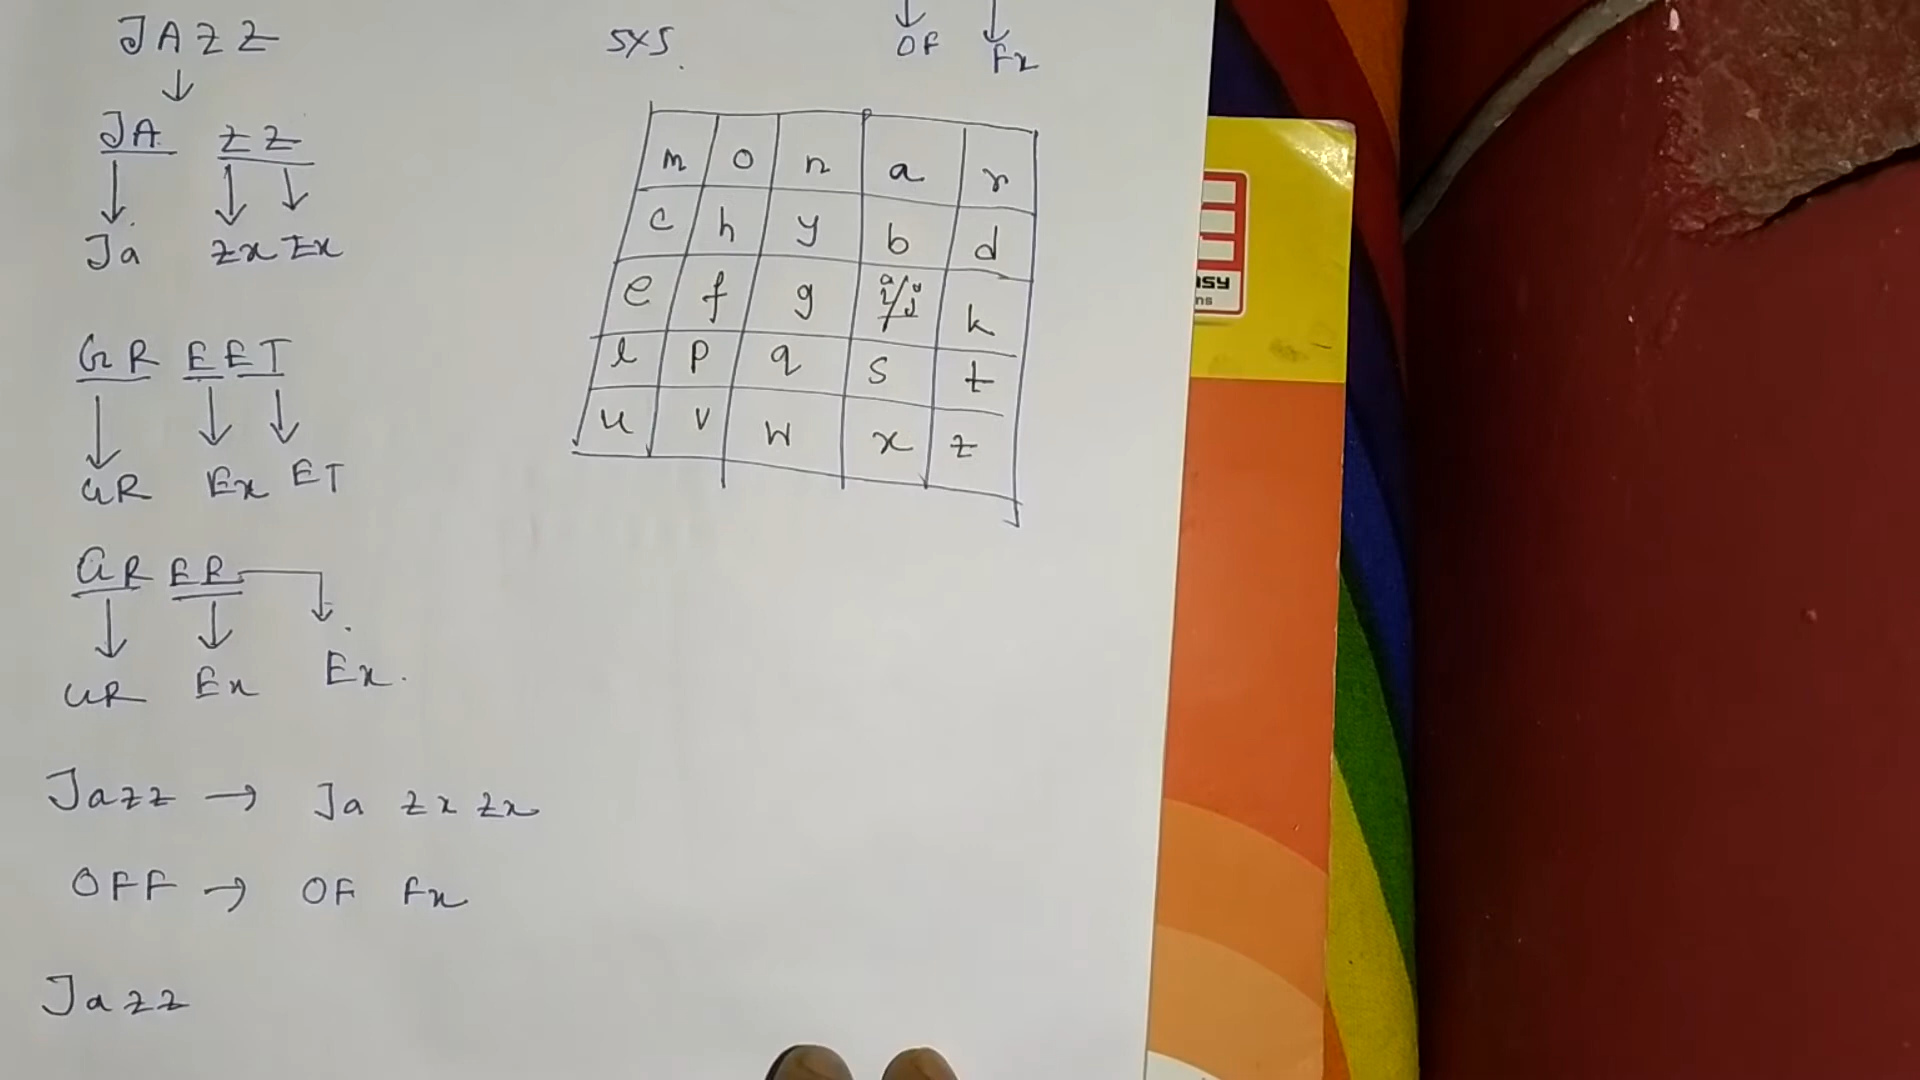 JAZZ
↓
JA ZZ
Ja Zx Zx
GR EET
GR Ex ET
GR EE
GR Ex Ex.
Jazz → Ja zx zx
OFF → OF Fx
Jazz
5x5.
OF Fx
m o n a r
c h y b d
e f g i/j k
l p q s t
u v w x z